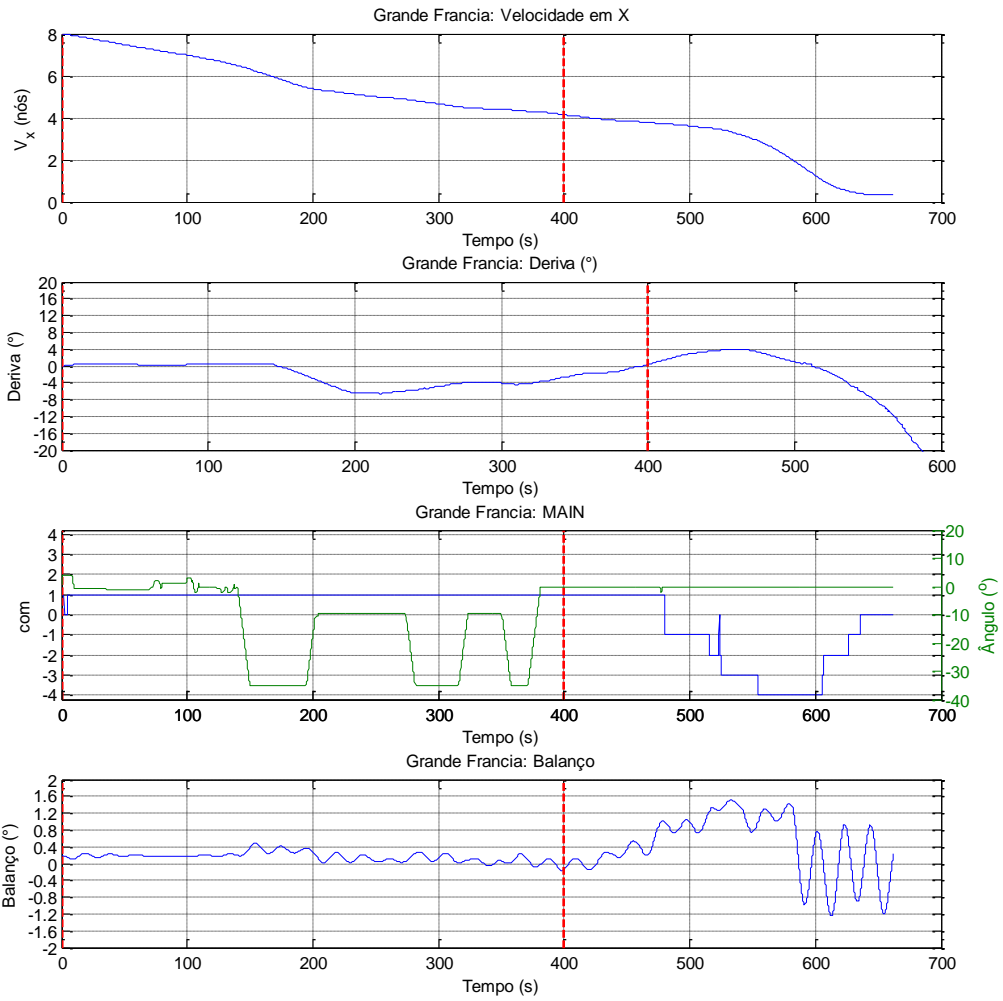 Grande Francia: Velocidade em X
8
6
4
2
0
V_x (nós)
0 100 200 300 400 500 600 700
Tempo (s)
Grande Francia: Deriva (°)
20
16
12
8
4
0
-4
-8
-12
-16
-20
Deriva (°)
0 100 200 300 400 500 600
Tempo (s)
Grande Francia: MAIN
4
3
2
1
0
-1
-2
-3
-4
com
20
10
0
-10
-20
-30
-40
Ângulo (º)
0 100 200 300 400 500 600 700
Tempo (s)
Grande Francia: Balanço
2
1.6
1.2
0.8
0.4
0
-0.4
-0.8
-1.2
-1.6
-2
Balanço (°)
0 100 200 300 400 500 600 700
Tempo (s)